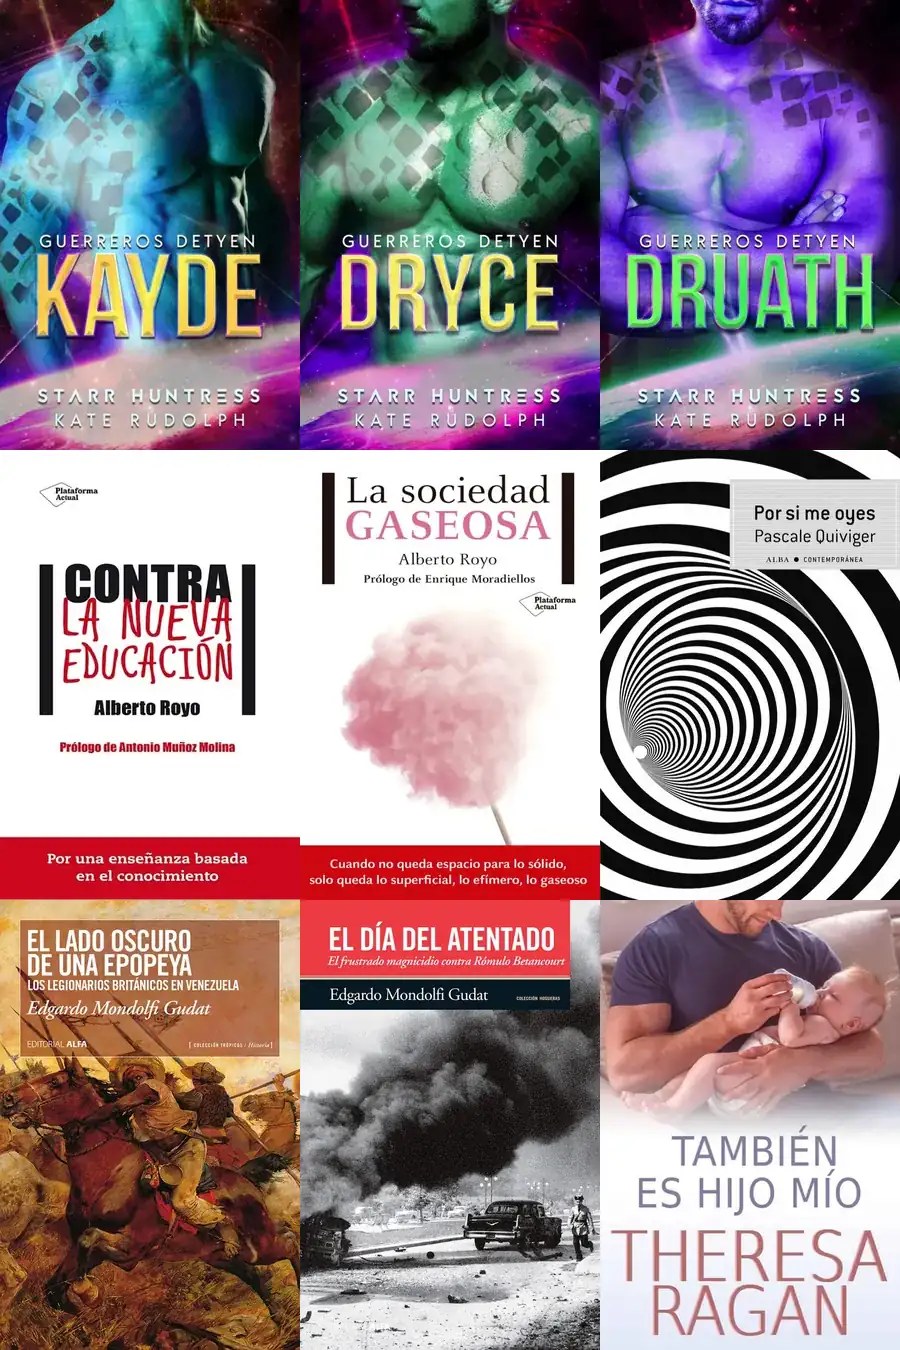 GUERREROS DETYEN
KAYDE
STARR HUNTRESS
KATE RUDOLPH
GUERREROS DETYEN
DRYCE
STARR HUNTRESS
KATE RUDOLPH
GUERREROS DETYEN
DRUATH
STARR HUNTRESS
KATE RUDOLPH
Plataforma
Actual
CONTRA
LA NUEVA
EDUCACIÓN
Alberto Royo
Prólogo de Antonio Muñoz Molina
Por una enseñanza basada
en el conocimiento
La sociedad
GASEOSA
Alberto Royo
Prólogo de Enrique Moradiellos
Plataforma
Actual
Cuando no queda espacio para lo sólido,
solo queda lo superficial, lo efímero, lo gaseoso
Por si me oyes
Pascale Quiviger
ALBA ● CONTEMPORÁNEA
EL LADO OSCURO
DE UNA EPOPEYA
LOS LEGIONARIOS BRITÁNICOS EN VENEZUELA
Edgardo Mondolfi Gudat
EDITORIAL ALFA
[ COLECCIÓN TRÓPICOS / Historia ]
EL DÍA DEL ATENTADO
El frustrado magnicidio contra Rómulo Betancourt
Edgardo Mondolfi Gudat
COLECCIÓN HOGUERAS
TAMBIÉN
ES HIJO MÍO
THERESA
RAGAN